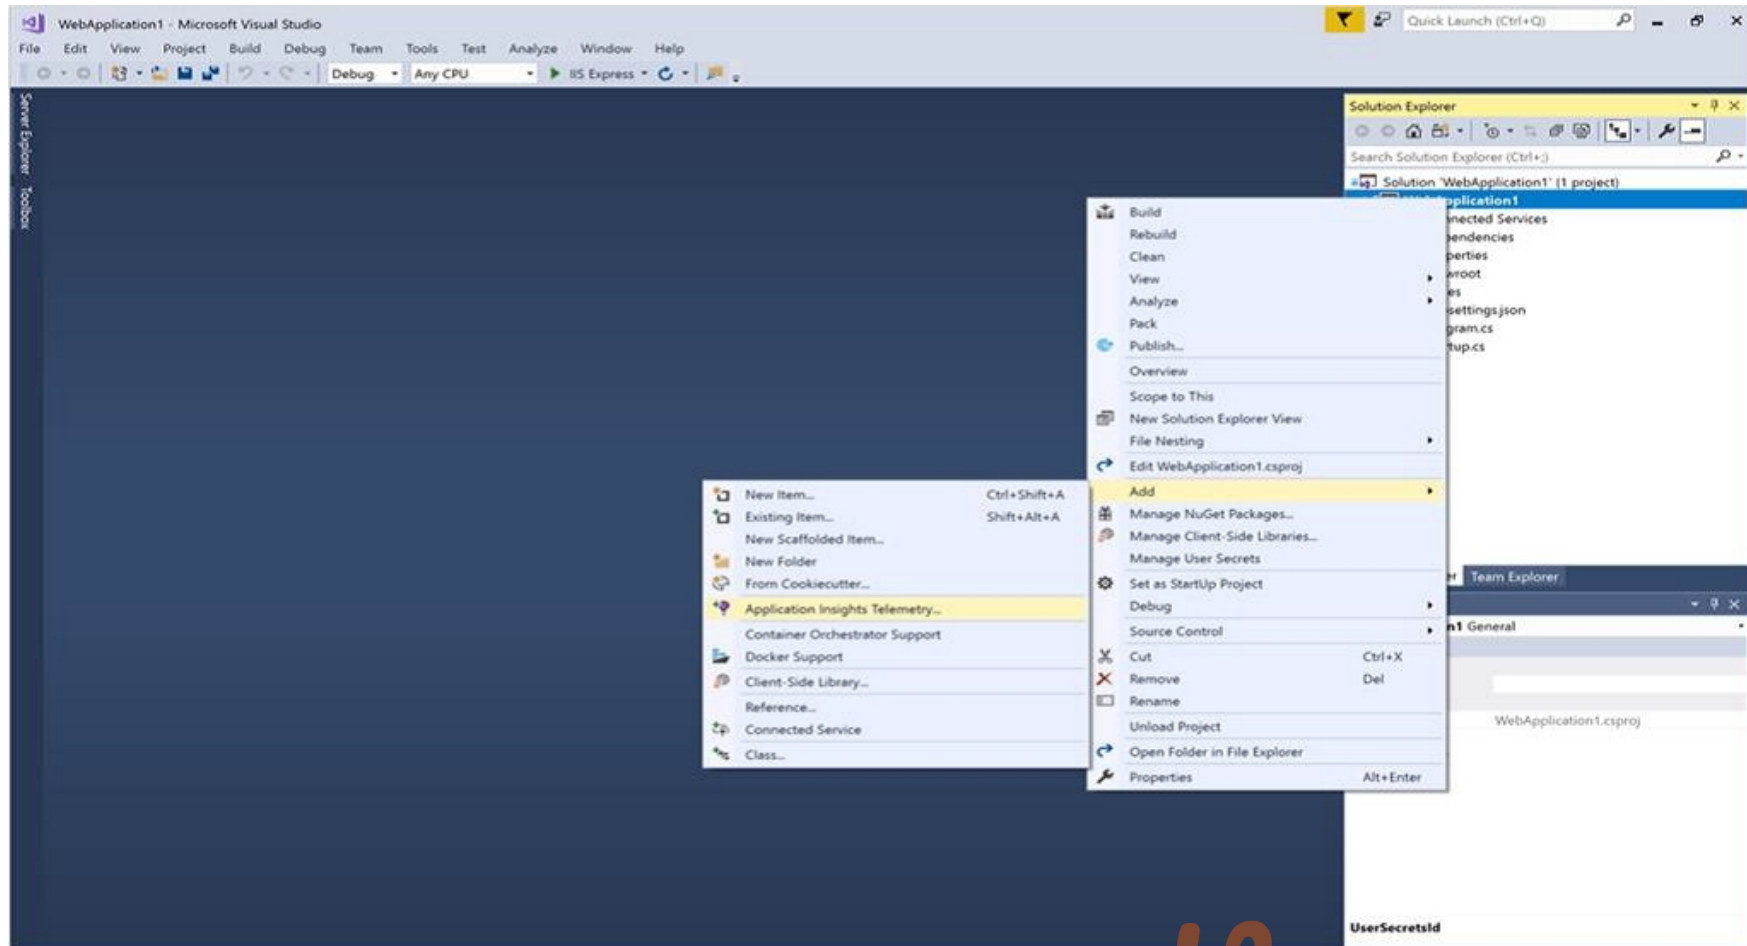 WebApplication1 - Microsoft Visual Studio
Quick Launch (Ctrl+Q)
File Edit View Project Build Debug Team Tools Test Analyze Window Help
Debug Any CPU IIS Express
Server Explorer
Toolbox
Solution Explorer
Search Solution Explorer (Ctrl+;)
Solution 'WebApplication1' (1 project)
plication1
nnected Services
pendencies
perties
wroot
es
settings.json
gram.cs
tup.cs
Build
Rebuild
Clean
View
Analyze
Pack
Publish...
Overview
Scope to This
New Solution Explorer View
File Nesting
Edit WebApplication1.csproj
Add
Manage NuGet Packages...
Manage Client-Side Libraries...
Manage User Secrets
Set as StartUp Project
Debug
Source Control
Cut Ctrl+X
Remove Del
Rename
Unload Project
Open Folder in File Explorer
Properties Alt+Enter
New Item... Ctrl+Shift+A
Existing Item... Shift+Alt+A
New Scaffolded Item...
New Folder
From Cookiecutter...
Application Insights Telemetry...
Container Orchestrator Support
Docker Support
Client-Side Library...
Reference...
Connected Service
Class...
r Team Explorer
n1 General
WebApplication1.csproj
UserSecretsId